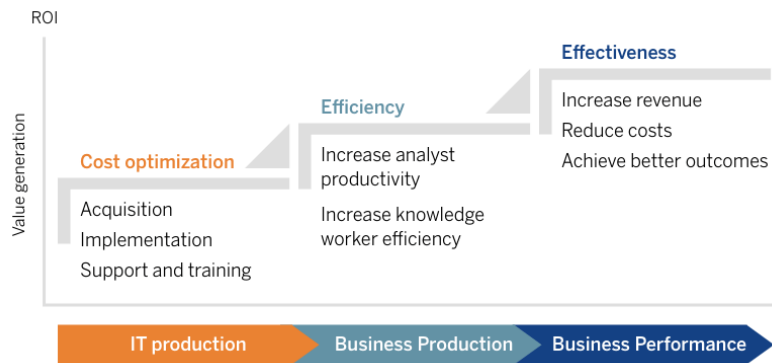 ROI
Value generation
Cost optimization
Acquisition
Implementation
Support and training
Efficiency
Increase analyst
productivity
Increase knowledge
worker efficiency
Effectiveness
Increase revenue
Reduce costs
Achieve better outcomes
IT production
Business Production
Business Performance